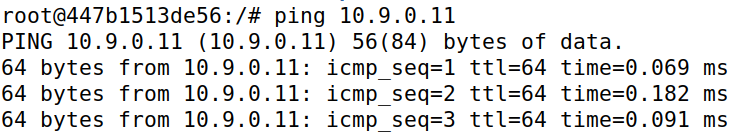 root@447b1513de56:/# ping 10.9.0.11
PING 10.9.0.11 (10.9.0.11) 56(84) bytes of data.
64 bytes from 10.9.0.11: icmp_seq=1 ttl=64 time=0.069 ms
64 bytes from 10.9.0.11: icmp_seq=2 ttl=64 time=0.182 ms
64 bytes from 10.9.0.11: icmp_seq=3 ttl=64 time=0.091 ms